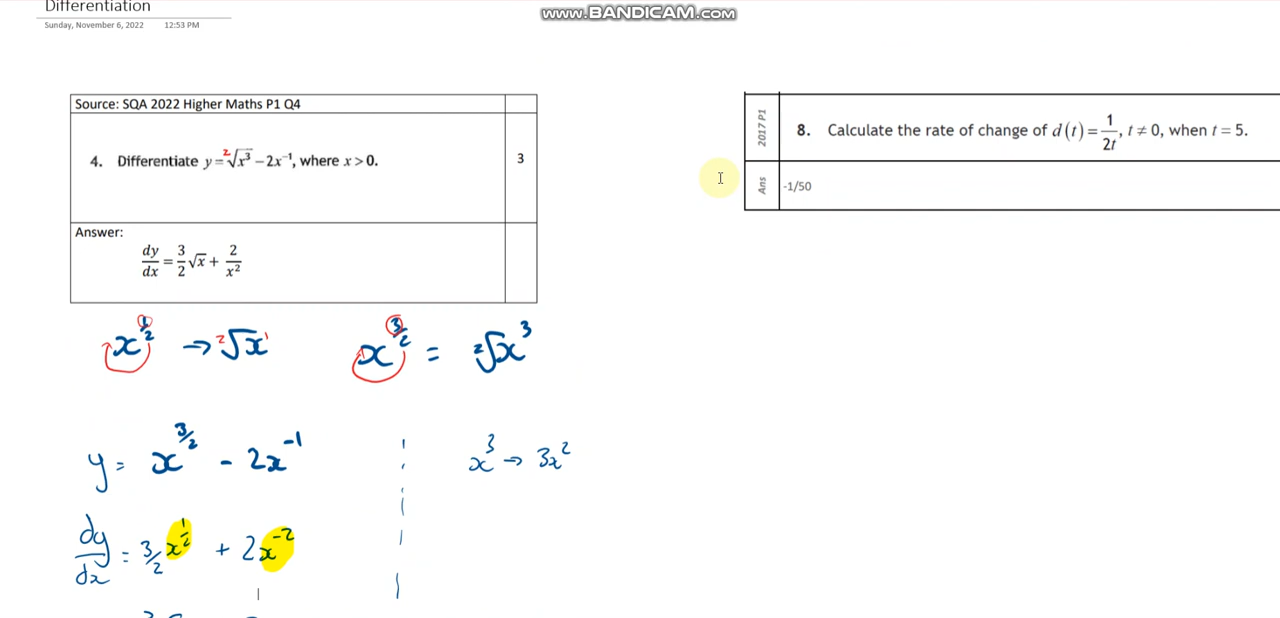 Differentiation
Sunday, November 6, 2022 12:53 PM
www.BANDICAM.com
Source: SQA 2022 Higher Maths P1 Q4
4. Differentiate y = ²√x³ − 2x⁻¹, where x > 0.
3
Answer:
dy/dx = 3/2 √x + 2/x²
x^(1/2) → ²√x¹
x^(3/2) = ²√x³
y = x^(3/2) − 2x⁻¹
x³ → 3x²
dy/dx = 3/2 x^(1/2) + 2x⁻²
2017 P1
8. Calculate the rate of change of d(t) = 1/2t, t ≠ 0, when t = 5.
Ans
-1/50